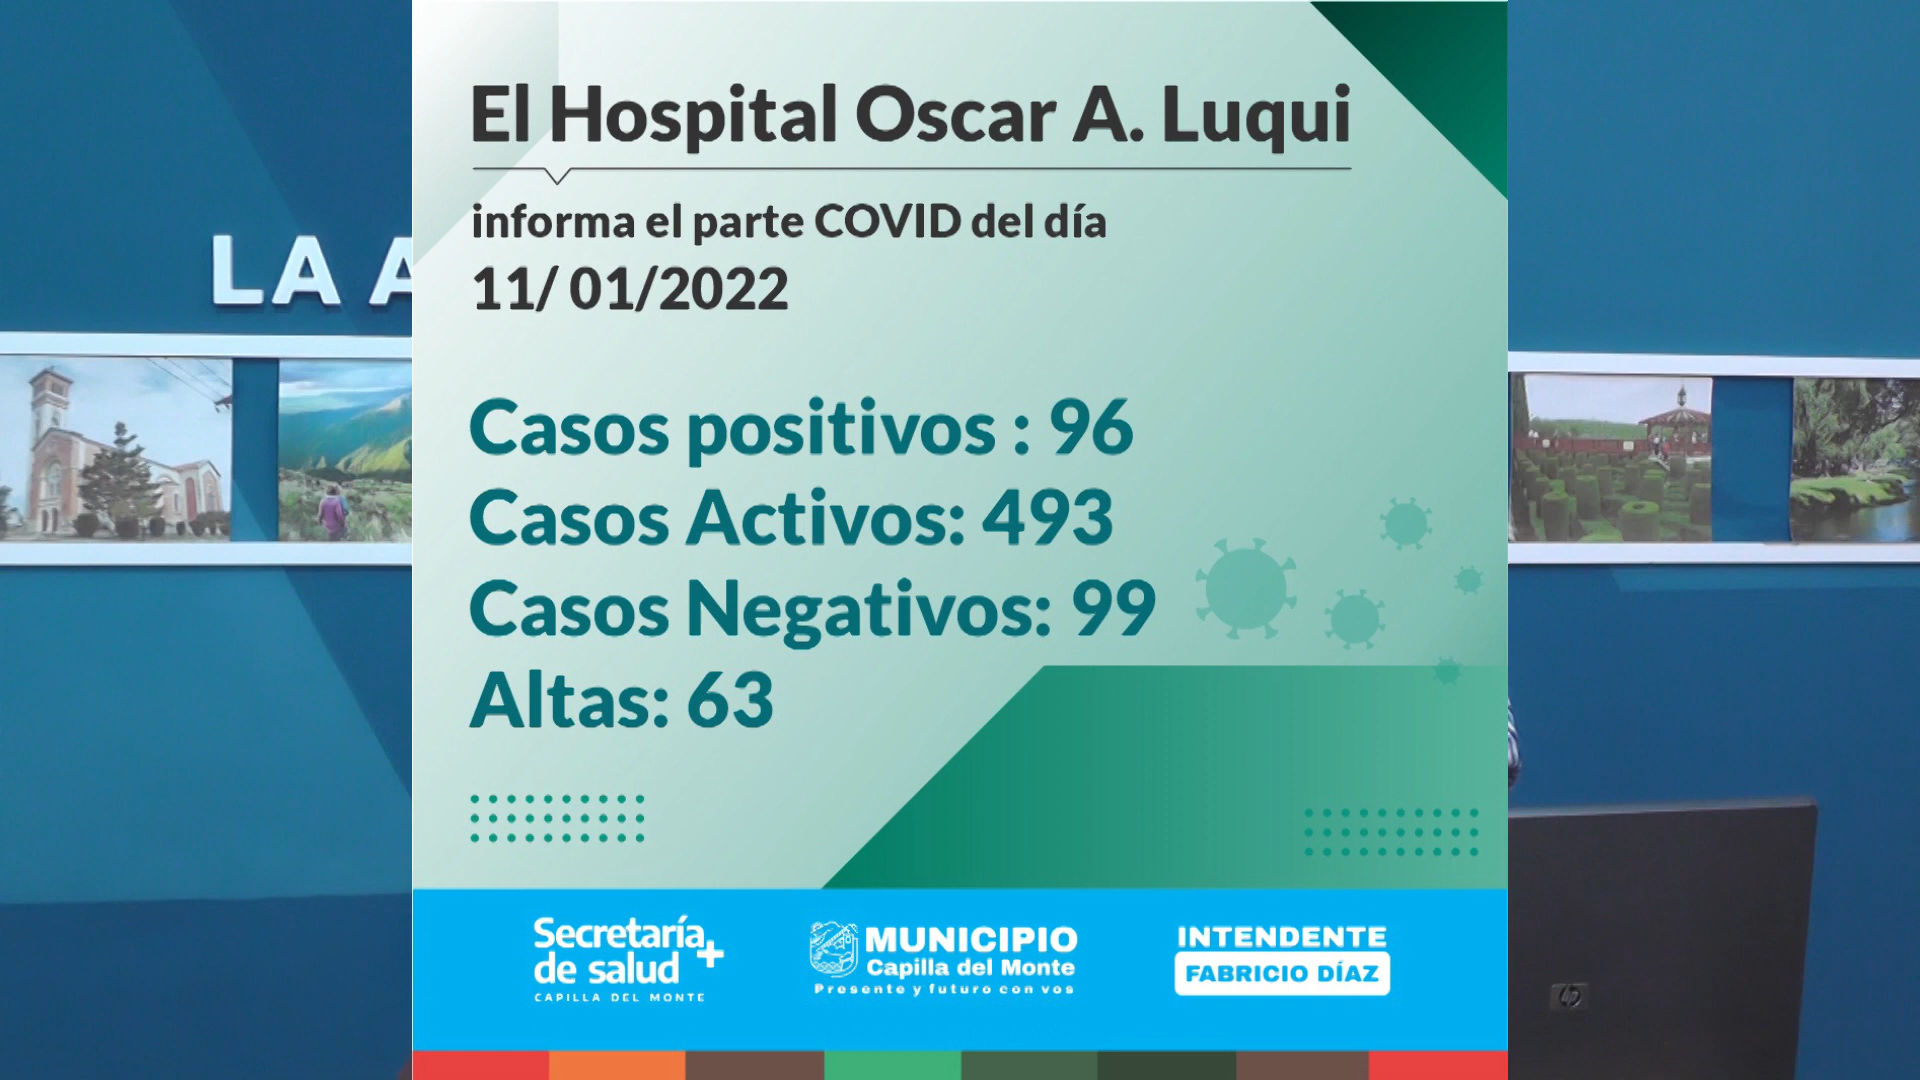 El Hospital Oscar A. Luqui
informa el parte COVID del día
11/ 01/2022
LA A
Casos positivos : 96
Casos Activos: 493
Casos Negativos: 99
Altas: 63
Secretaría
de salud
CAPILLA DEL MONTE
MUNICIPIO
Capilla del Monte
Presente y futuro con vos
INTENDENTE
FABRICIO DÍAZ
hp